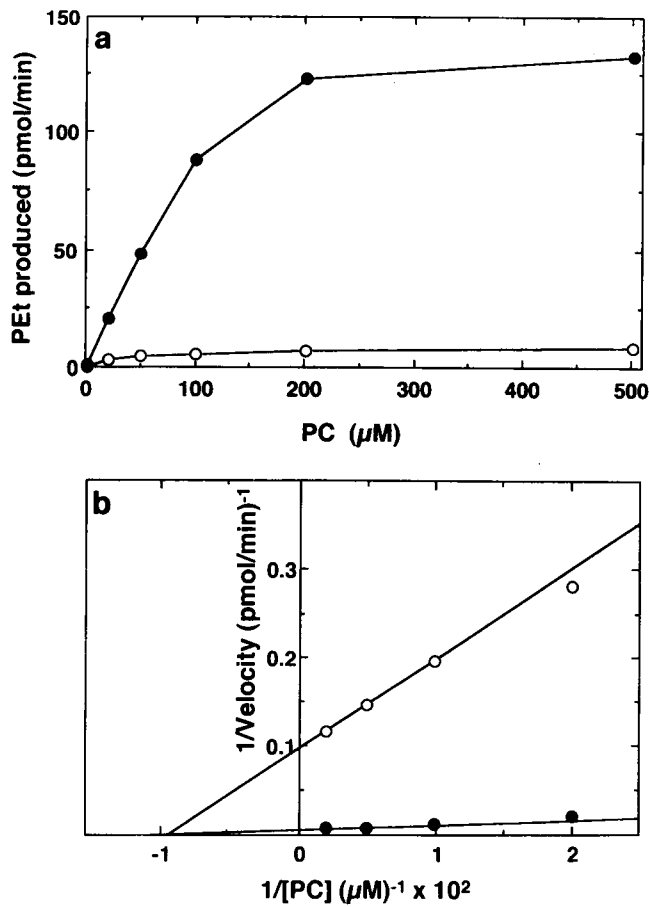 a
PEt produced (pmol/min)
150
100
50
0
0 100 200 300 400 500
PC (μM)
b
1/Velocity (pmol/min)⁻¹
0.3
0.2
0.1
-1 0 1 2
1/[PC] (μM)⁻¹ x 10²